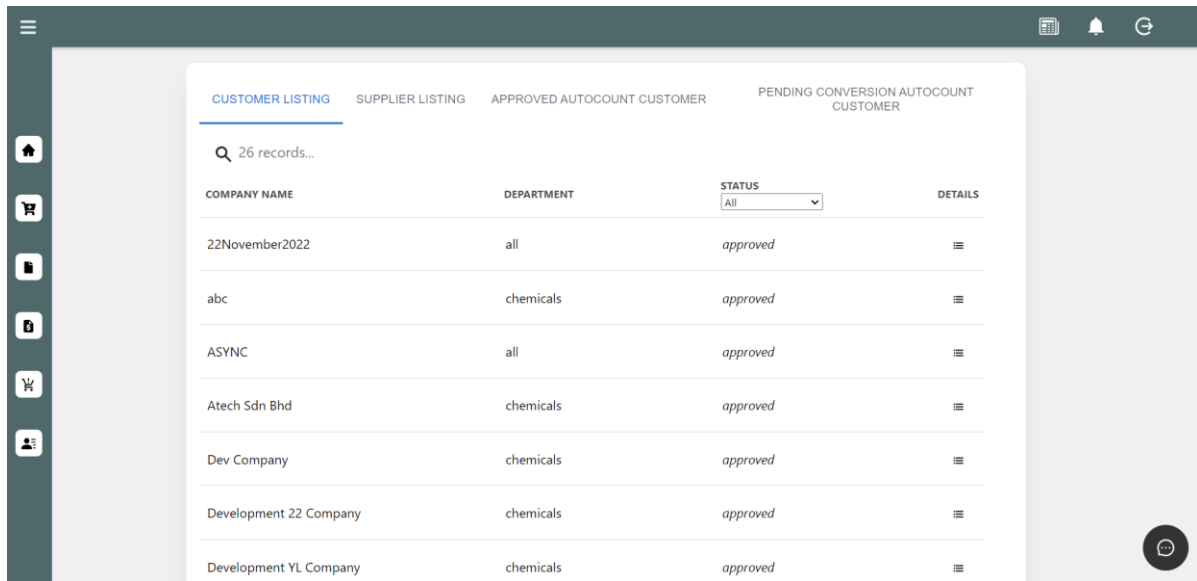 CUSTOMER LISTING SUPPLIER LISTING APPROVED AUTOCOUNT CUSTOMER PENDING CONVERSION AUTOCOUNT
CUSTOMER
26 records...
COMPANY NAME DEPARTMENT STATUS DETAILS
All
22November2022 all approved
abc chemicals approved
ASYNC all approved
Atech Sdn Bhd chemicals approved
Dev Company chemicals approved
Development 22 Company chemicals approved
Development YL Company chemicals approved